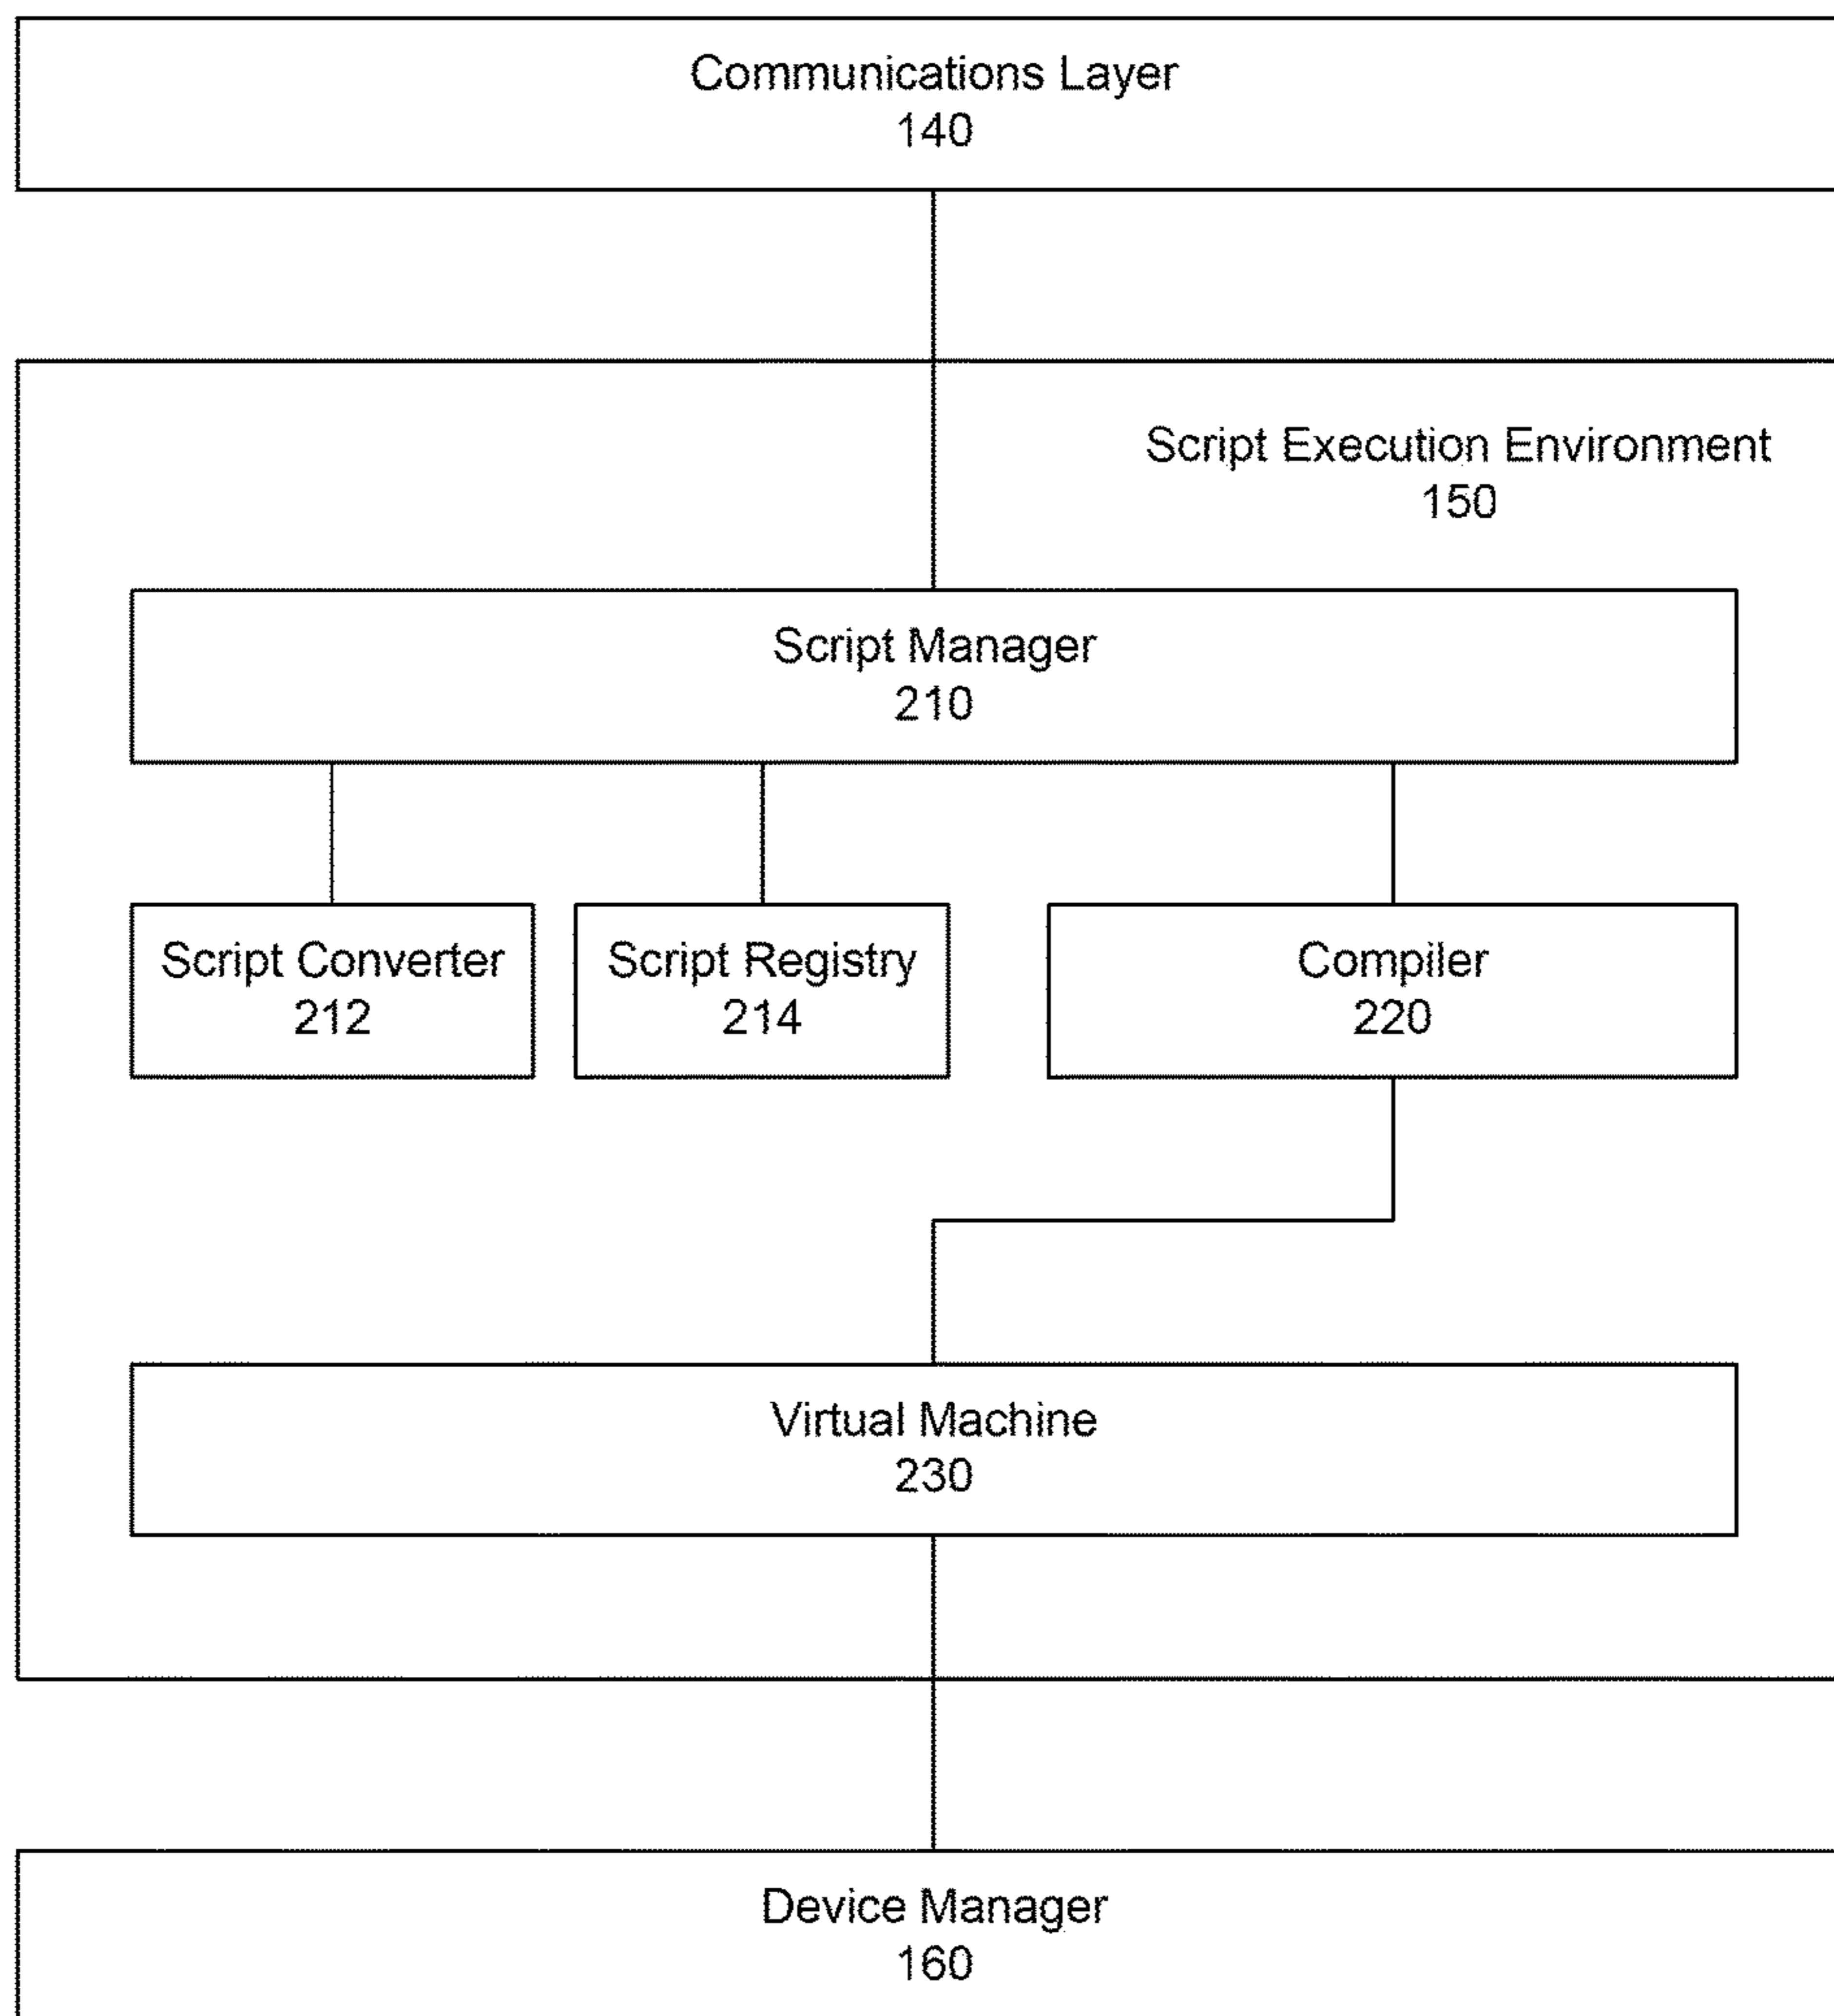 Communications Layer
140
Script Execution Environment
150
Script Manager
210
Script Converter
212
Script Registry
214
Compiler
220
Virtual Machine
230
Device Manager
160